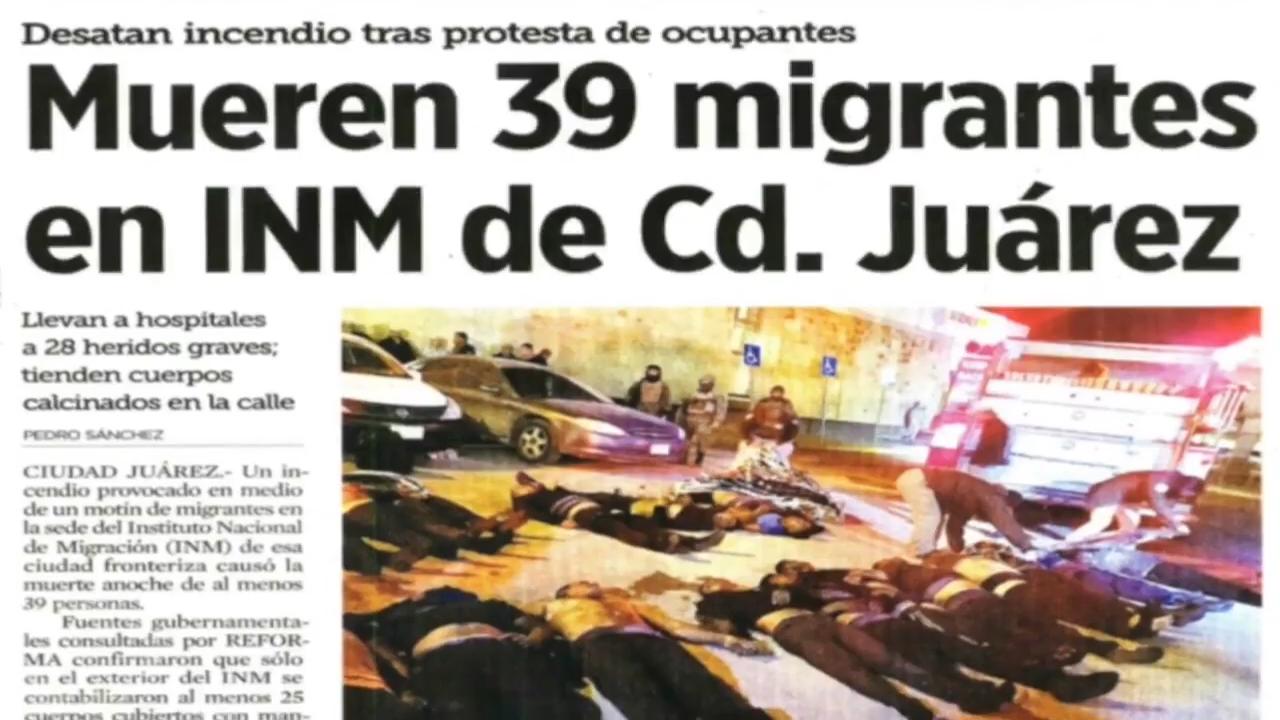 Desatan incendio tras protesta de ocupantes
Mueren 39 migrantes
en INM de Cd. Juárez
Llevan a hospitales
a 28 heridos graves;
tienden cuerpos
calcinados en la calle
PEDRO SÁNCHEZ
CIUDAD JUÁREZ.- Un in-
cendio provocado en medio
de un motín de migrantes en
la sede del Instituto Nacional
de Migración (INM) de esa
ciudad fronteriza causó la
muerte anoche de al menos
39 personas.
Fuentes gubernamenta-
les consultadas por REFOR-
MA confirmaron que sólo
en el exterior del INM se
contabilizaron al menos 25
cuerpos cubiertos con man-